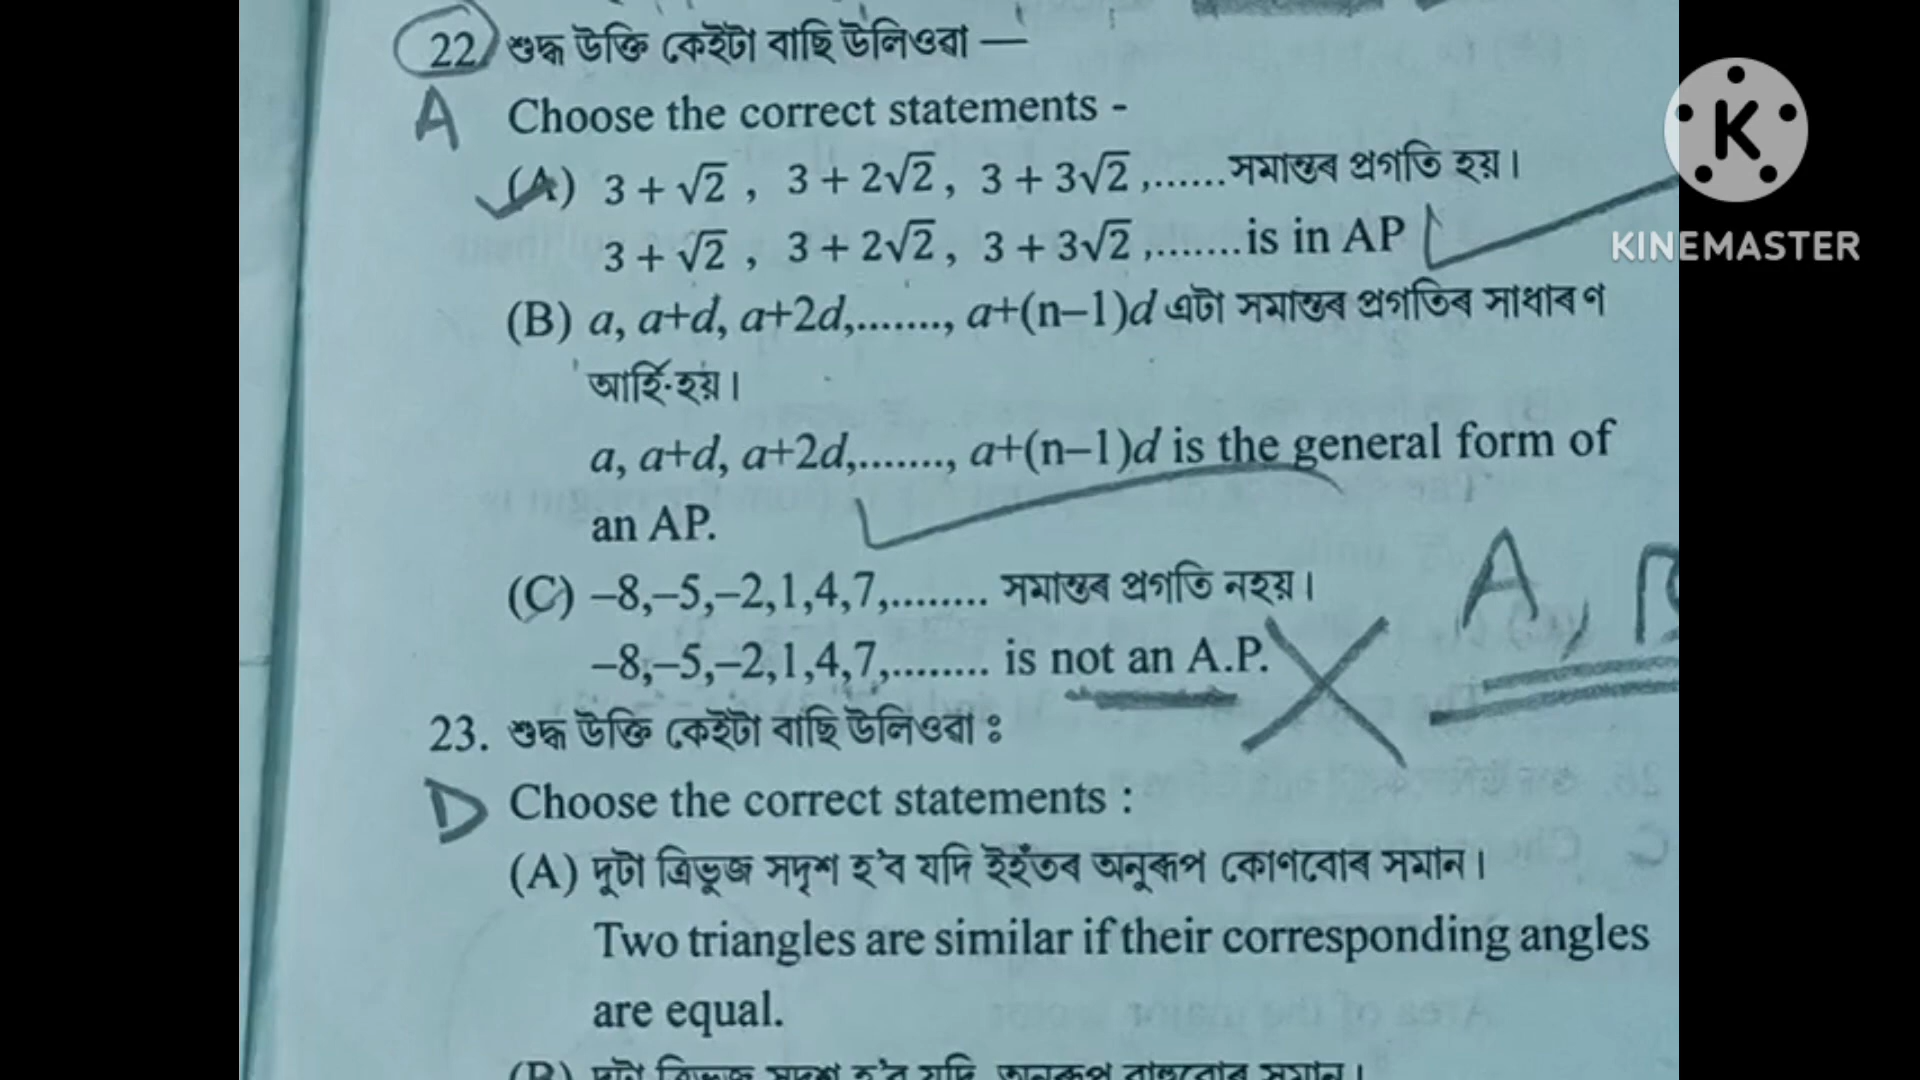 22. শুদ্ধ উক্তি কেইটা বাছি উলিওৱা —
A Choose the correct statements -
(A) 3 + √2 , 3 + 2√2, 3 + 3√2 ,......সমান্তৰ প্ৰগতি হয়।
3 + √2 , 3 + 2√2, 3 + 3√2 ,........is in AP
K
KINEMASTER
(B) a, a+d, a+2d,......., a+(n–1)d এটা সমান্তৰ প্ৰগতিৰ সাধাৰণ
আৰ্হি হয়।
a, a+d, a+2d,......., a+(n–1)d is the general form of
an AP.
(C) –8,–5,–2,1,4,7,........ সমান্তৰ প্ৰগতি নহয়।
–8,–5,–2,1,4,7,........ is not an A.P.
A, B
23. শুদ্ধ উক্তি কেইটা বাছি উলিওৱা ঃ
D Choose the correct statements :
(A) দুটা ত্ৰিভূজ সদৃশ হ'ব যদি ইহঁতৰ অনুৰূপ কোণবোৰ সমান।
Two triangles are similar if their corresponding angles
are equal.
(B) দুটা ত্ৰিভূজ সদৃশ হ'ব যদি অনুৰূপ বাহুবোৰ সমান।